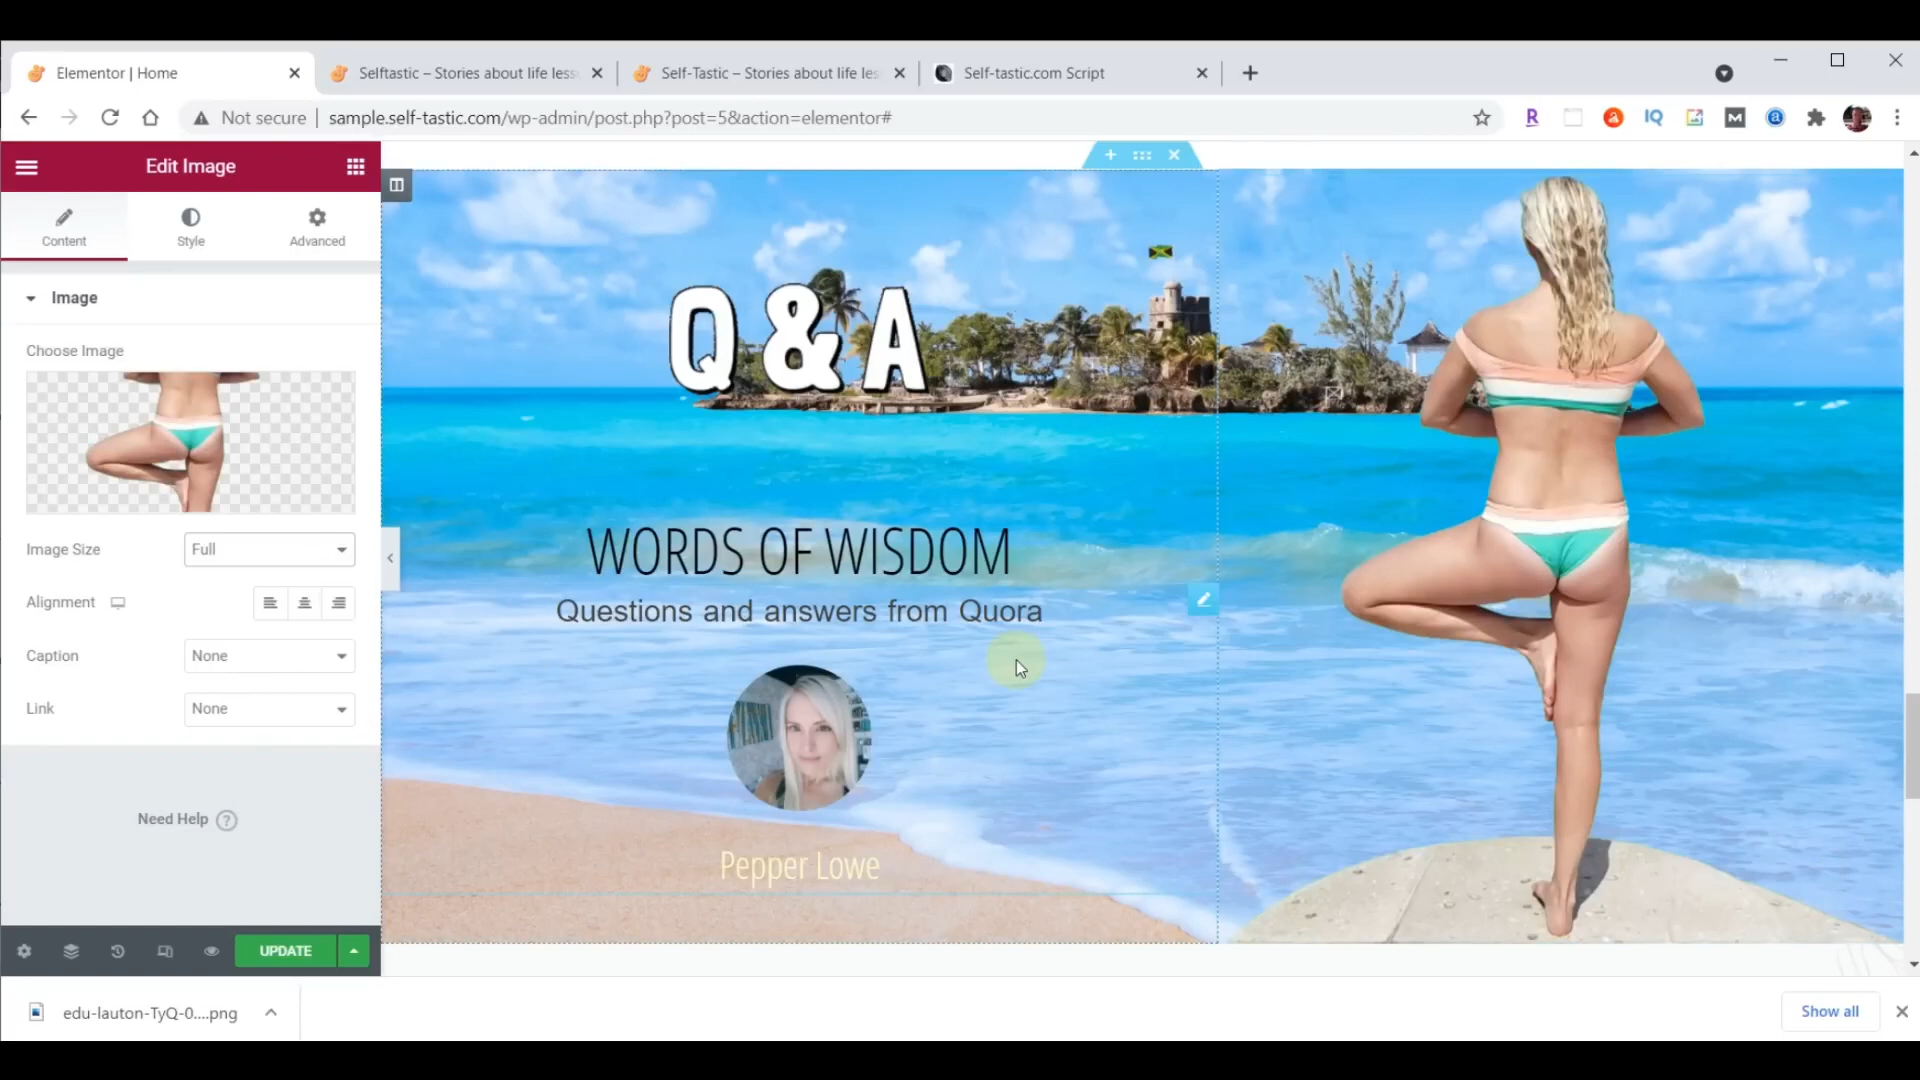 Elementor | Home
Selftastic – Stories about life less
Self-Tastic – Stories about life les
Self-tastic.com Script
Not secure | sample.self-tastic.com/wp-admin/post.php?post=5&action=elementor#
Edit Image
Content
Style
Advanced
Image
Choose Image
Image Size
Full
Alignment
Caption
None
Link
None
Need Help
UPDATE
Q & A
WORDS OF WISDOM
Questions and answers from Quora
Pepper Lowe
edu-lauton-TyQ-0....png
Show all